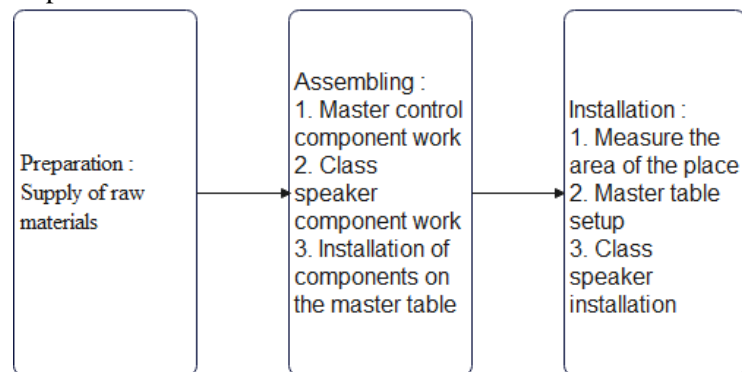 Preparation :
Supply of raw
materials
Assembling :
1. Master control
component work
2. Class
speaker
component work
3. Installation of
components on
the master table
Installation :
1. Measure the
area of the place
2. Master table
setup
3. Class
speaker
installation